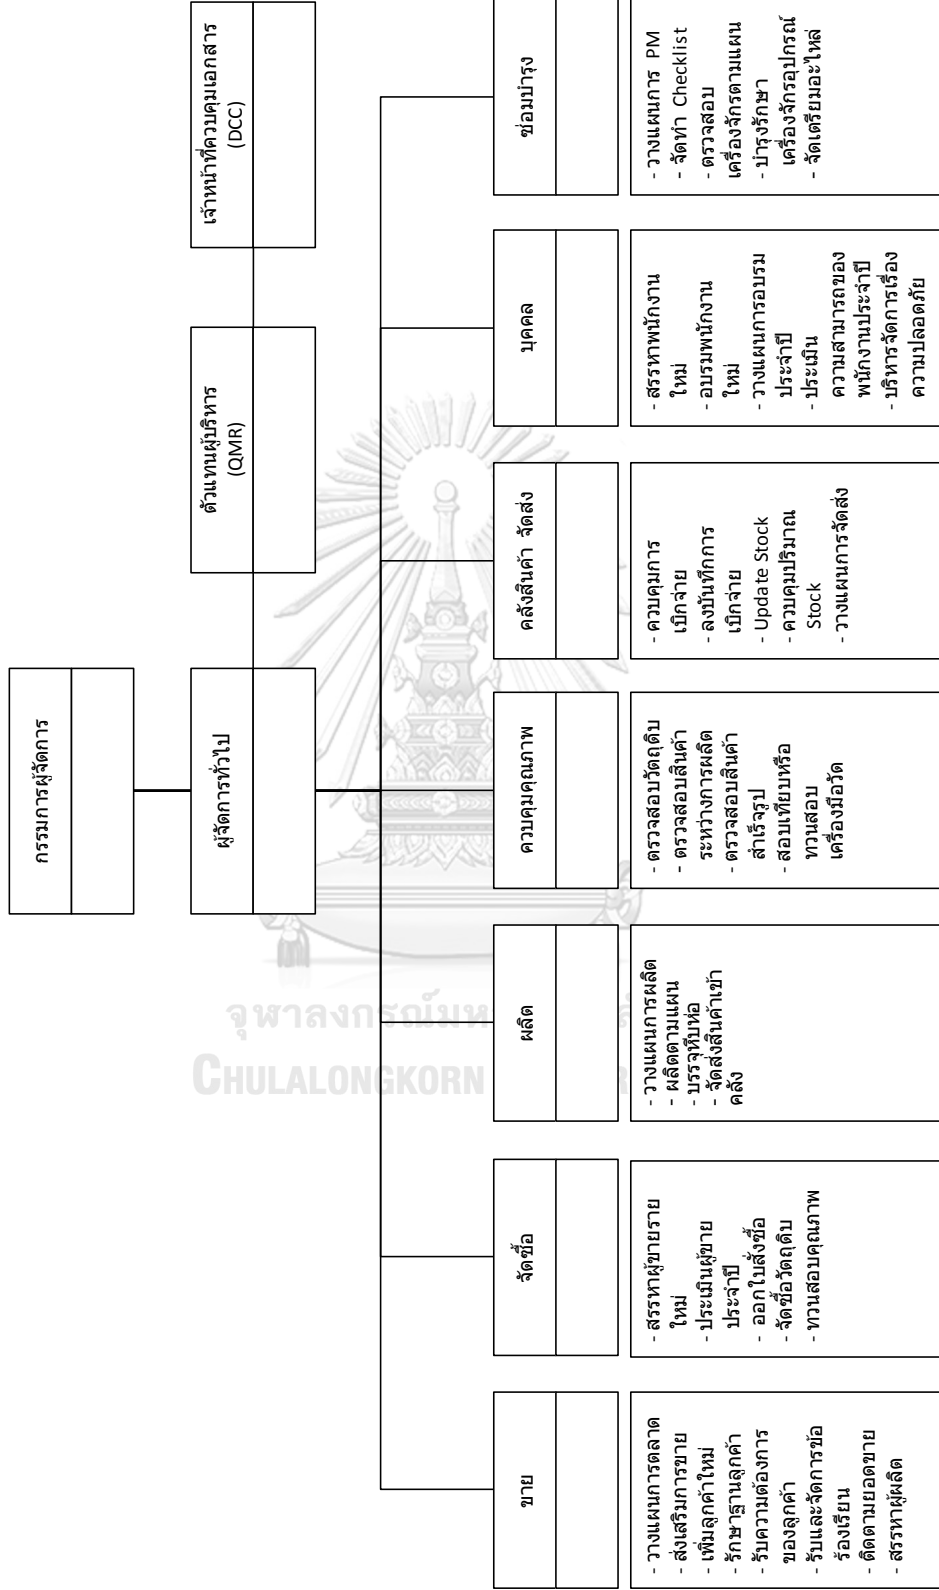 กรรมการผู้จัดการ
ผู้จัดการทั่วไป
ตัวแทนผู้บริหาร
(QMR)
เจ้าหน้าที่ควบคุมเอกสาร
(DCC)
ขาย
- วางแผนการตลาด
- ส่งเสริมการขาย
- เพิ่มลูกค้าใหม่
- รักษาฐานลูกค้า
- รับความต้องการ
ของลูกค้า
- รับและจัดการข้อ
ร้องเรียน
- ติดตามยอดขาย
- สรรหาผู้ผลิต
จัดซื้อ
- สรรหาผู้ขายราย
ใหม่
- ประเมินผู้ขาย
ประจำปี
- ออกใบสั่งซื้อ
- จัดซื้อวัตถุดิบ
- ทวนสอบคุณภาพ
ผลิต
- วางแผนการผลิต
- ผลิตตามแผน
- บรรจุหีบห่อ
- จัดส่งสินค้าเข้า
คลัง
ควบคุมคุณภาพ
- ตรวจสอบวัตถุดิบ
- ตรวจสอบสินค้า
ระหว่างการผลิต
- ตรวจสอบสินค้า
สำเร็จรูป
- สอบเทียบหรือ
ทวนสอบ
เครื่องมือวัด
คลังสินค้า จัดส่ง
- ควบคุมการ
เบิกจ่าย
- ลงบันทึกการ
เบิกจ่าย
- Update Stock
- ควบคุมปริมาณ
Stock
- วางแผนการจัดส่ง
บุคคล
- สรรหาพนักงาน
ใหม่
- อบรมพนักงาน
ใหม่
- วางแผนการอบรม
ประจำปี
- ประเมิน
ความสามารถของ
พนักงานประจำปี
- บริหารจัดการเรื่อง
ความปลอดภัย
ซ่อมบำรุง
- วางแผนการ PM
- จัดทำ Checklist
- ตรวจสอบ
เครื่องจักรตามแผน
- บำรุงรักษา
เครื่องจักรอุปกรณ์
- จัดเตรียมอะไหล่
จุฬาลงกรณ์มห
CHULALONGKORN